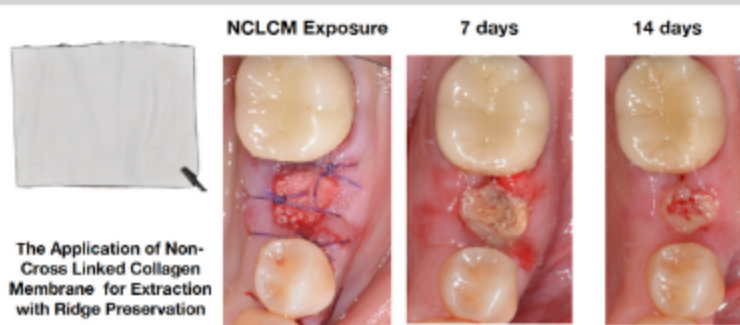 NCLCM Exposure
7 days
14 days
The Application of Non-
Cross Linked Collagen
Membrane for Extraction
with Ridge Preservation